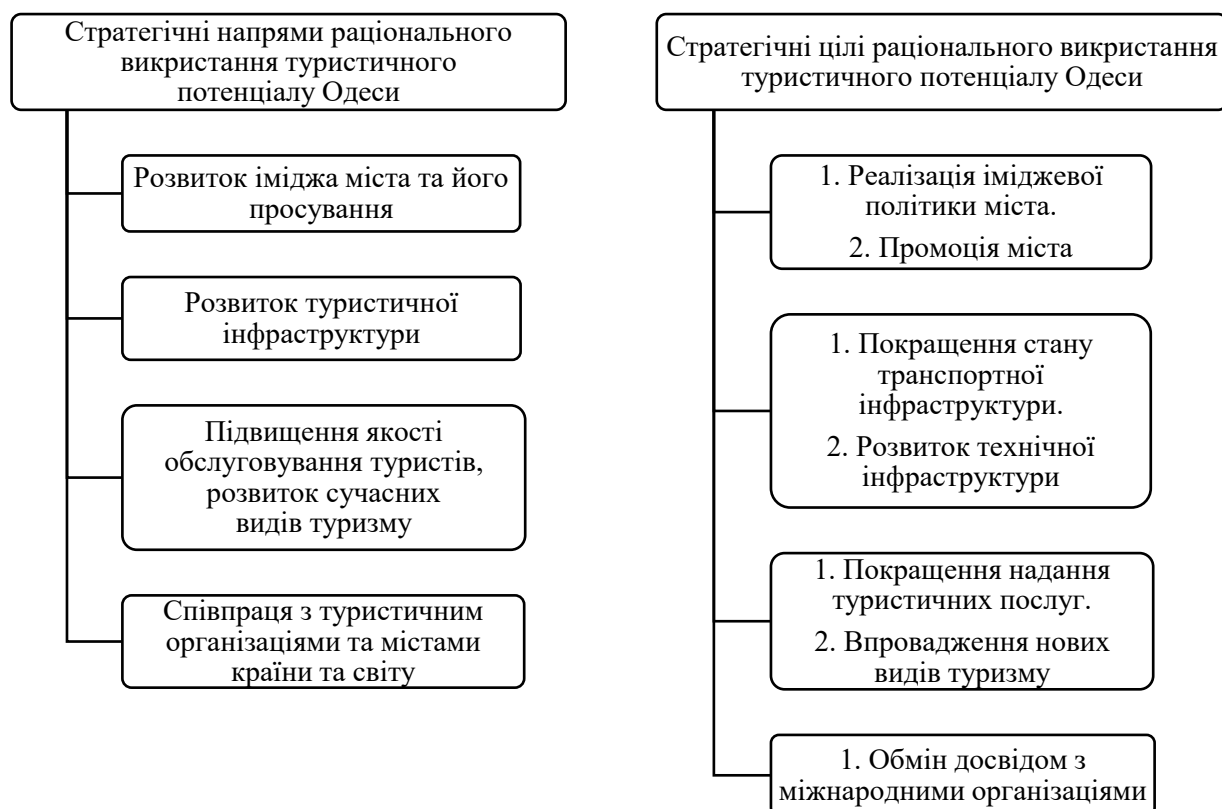 Стратегічні напрями раціонального
викристання туристичного
потенціалу Одеси
Розвиток іміджа міста та його
просування
Розвиток туристичної
інфраструктури
Підвищення якості
обслуговування туристів,
розвиток сучасних
видів туризму
Співпраця з туристичним
організаціями та містами
країни та світу
Стратегічні цілі раціонального викристання
туристичного потенціалу Одеси
1. Реалізація іміджевої
політики міста.
2. Промоція міста
1. Покращення стану
транспортної
інфраструктури.
2. Розвиток технічної
інфраструктури
1. Покращення надання
туристичних послуг.
2. Впровадження нових
видів туризму
1. Обмін досвідом з
міжнародними організаціями